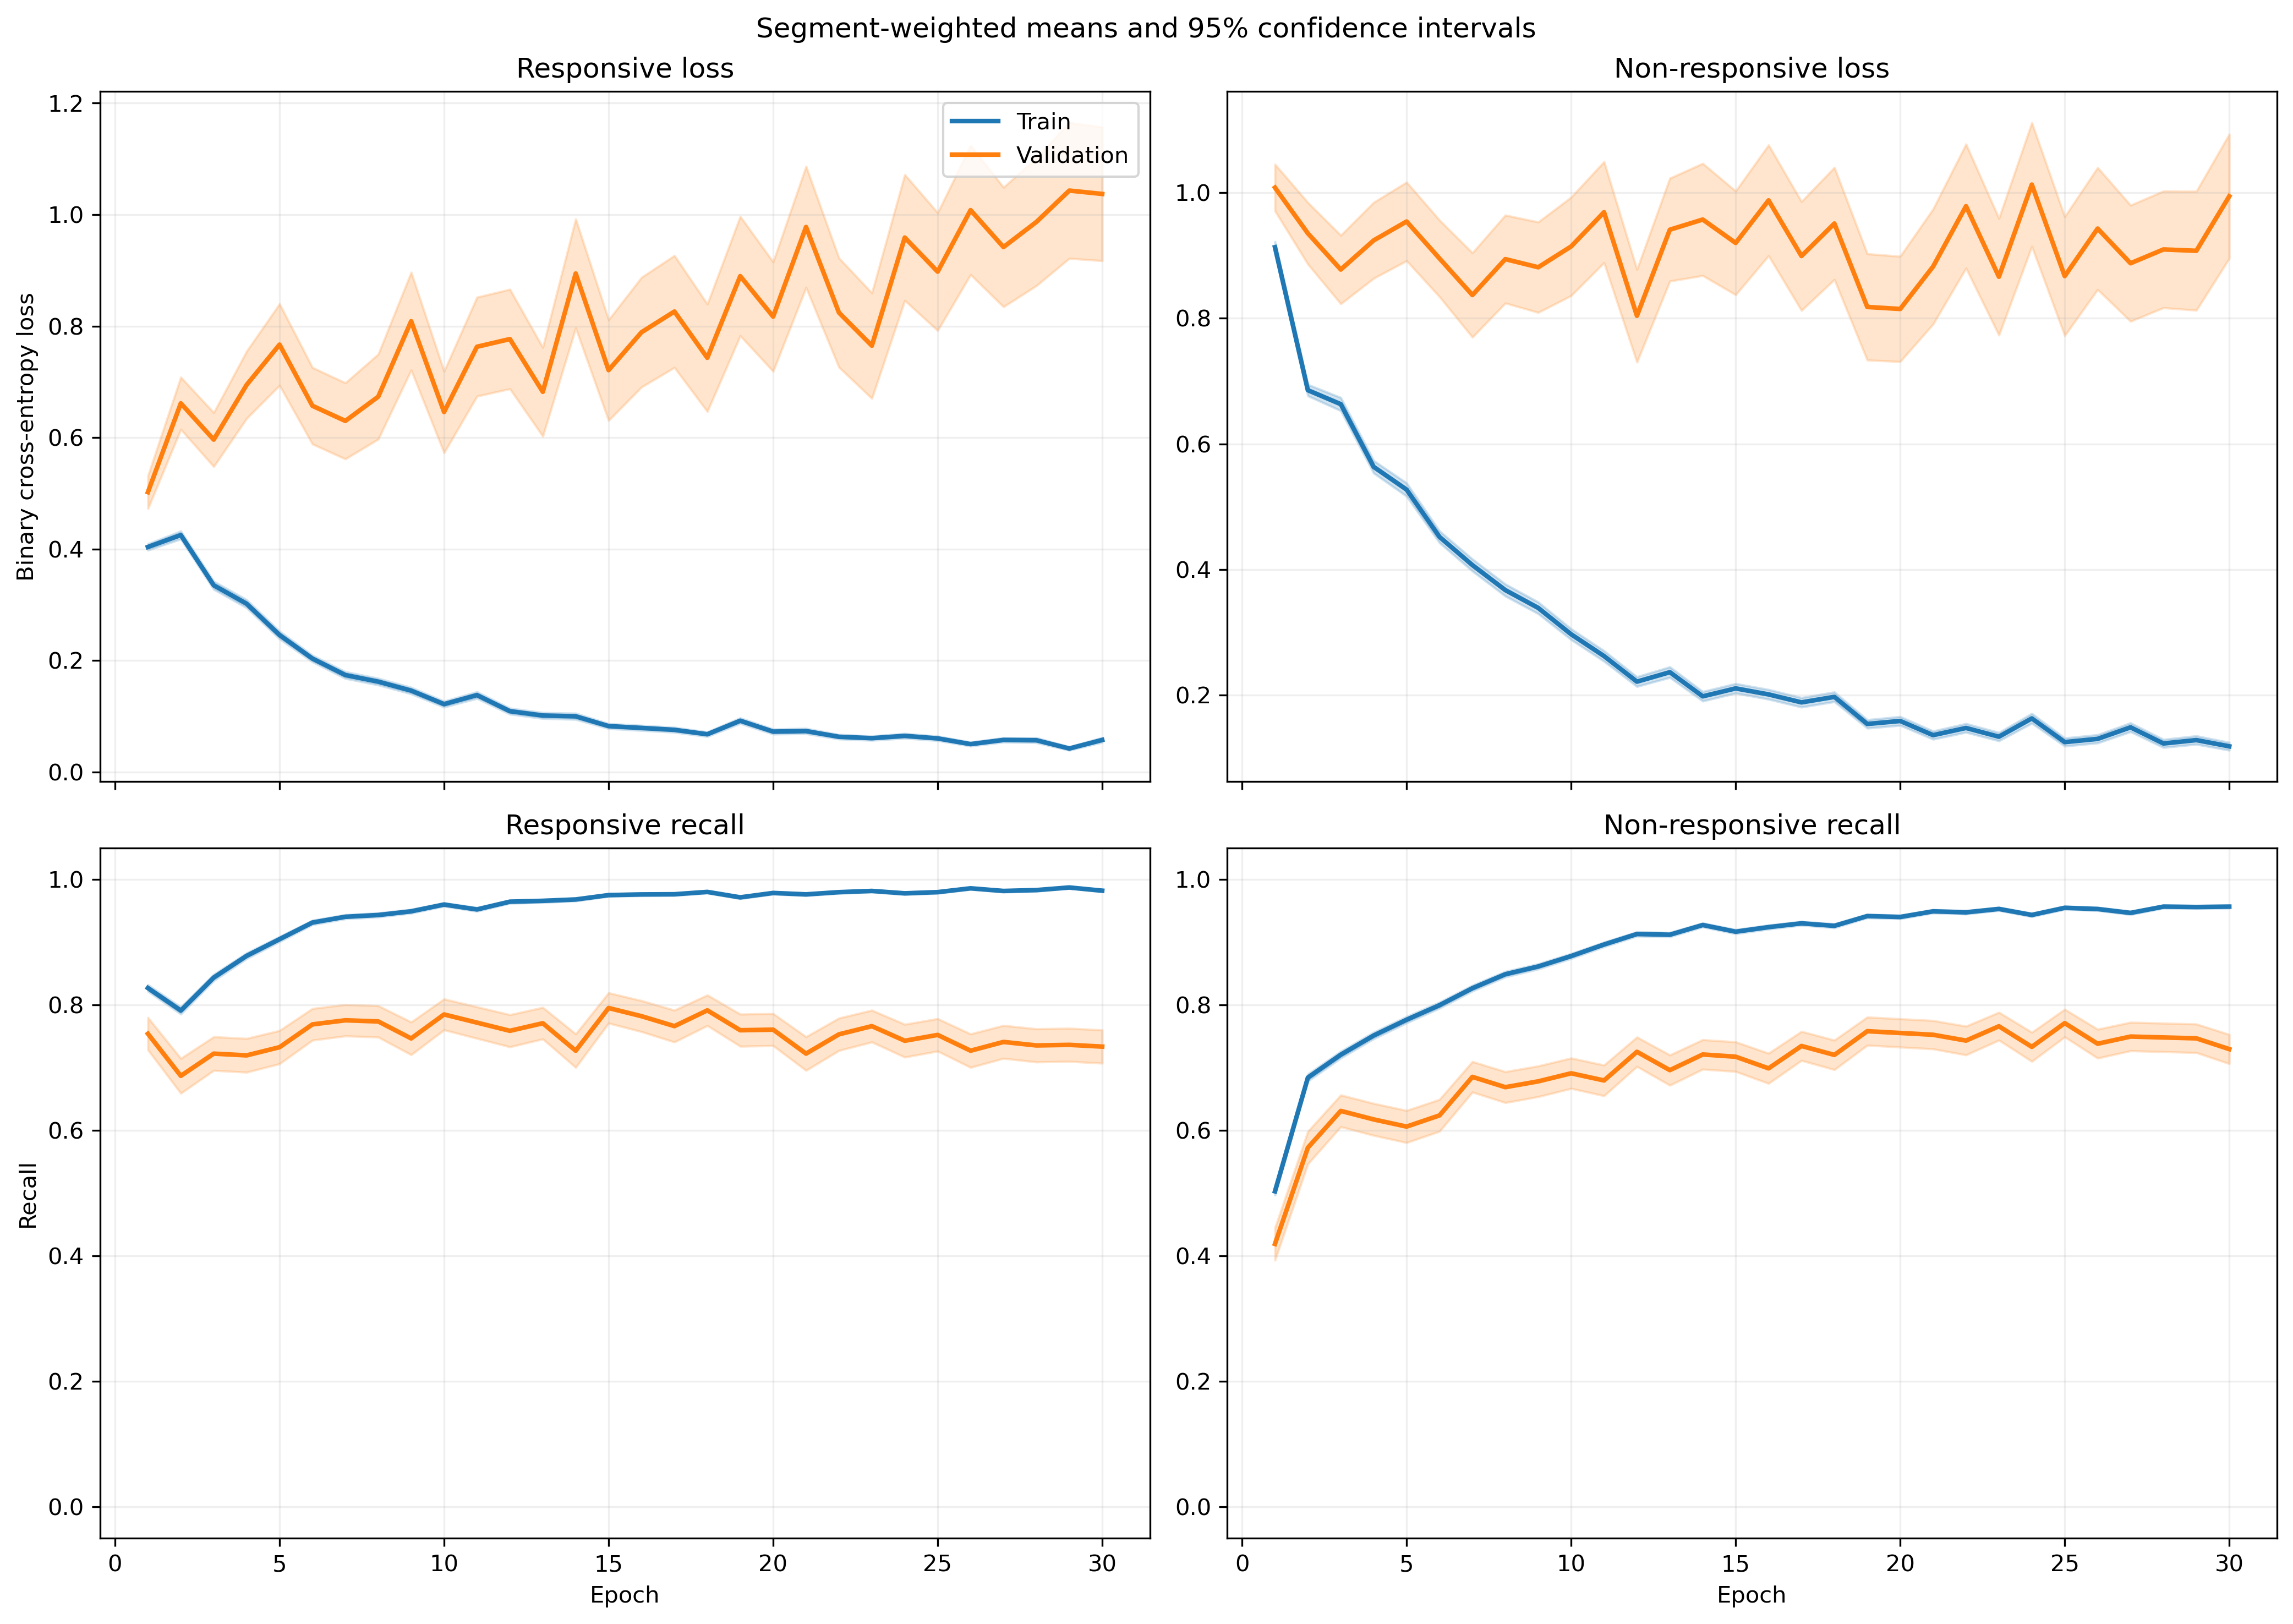 Segment-weighted means and 95% confidence intervals
Responsive loss
Non-responsive loss
Train
Validation
Binary cross-entropy loss
1.2
1.0
0.8
0.6
0.4
0.2
0.0
1.0
0.8
0.6
0.4
0.2
Responsive recall
Non-responsive recall
Recall
1.0
0.8
0.6
0.4
0.2
0.0
1.0
0.8
0.6
0.4
0.2
0.0
0 5 10 15 20 25 30
0 5 10 15 20 25 30
Epoch
Epoch